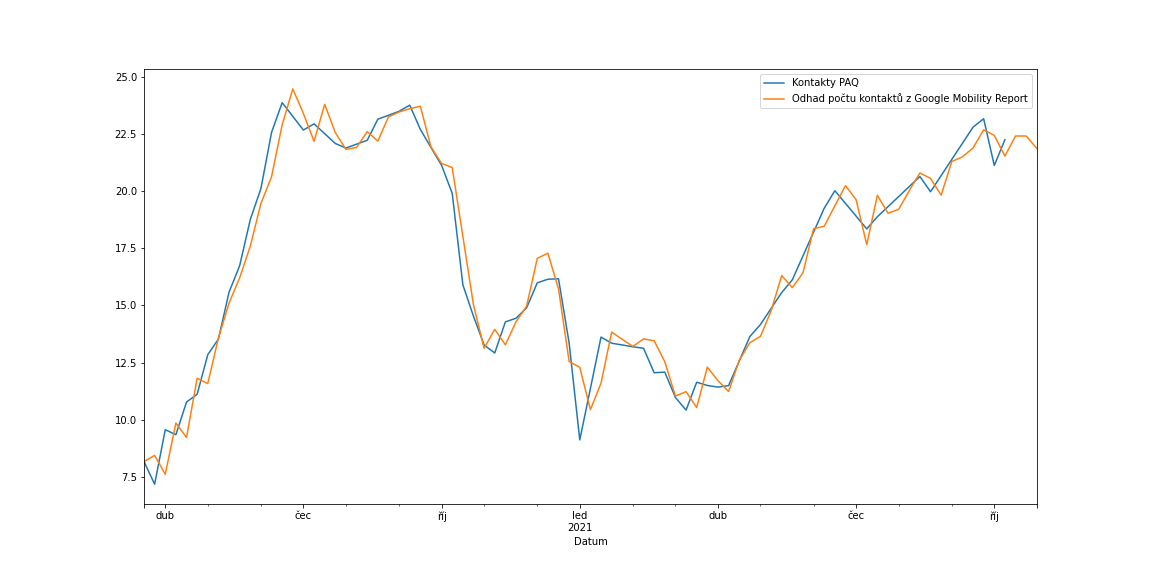 Kontakty PAQ
Odhad počtu kontaktů z Google Mobility Report
25.0
22.5
20.0
17.5
15.0
12.5
10.0
7.5
dub čec říj led dub čec říj
2021
Datum